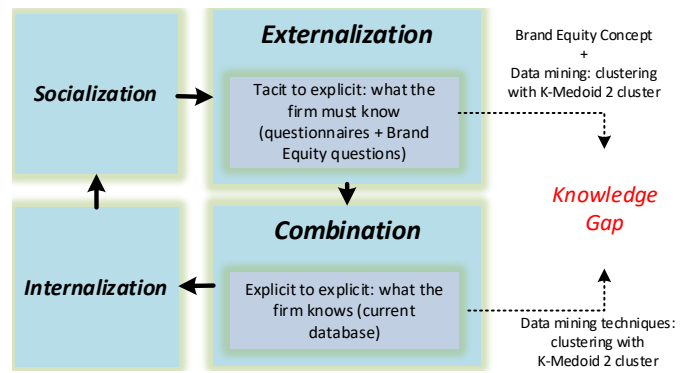 Externalization
Socialization
Tacit to explicit: what the
firm must know
(questionnaires + Brand
Equity questions)
Brand Equity Concept
+
Data mining: clustering
with K-Medoid 2 cluster
Knowledge
Gap
Combination
Internalization
Explicit to explicit: what the
firm knows (current
database)
Data mining techniques:
clustering with
K-Medoid 2 cluster